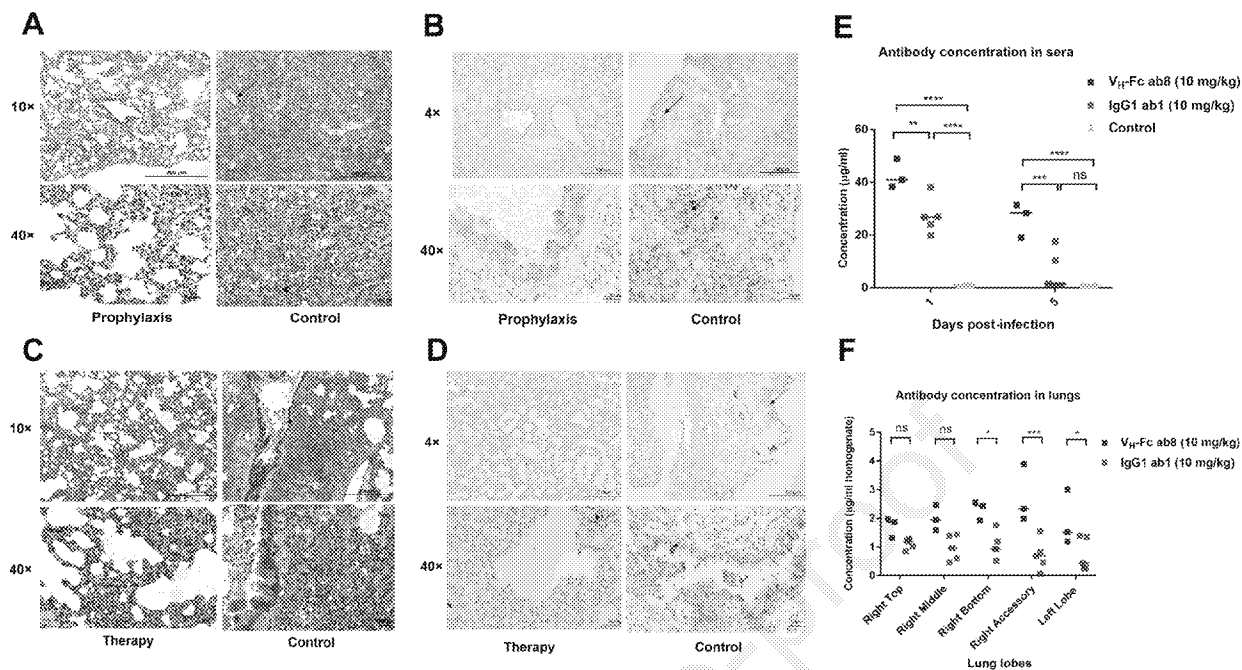 A
10×
40×
Prophylaxis
Control
B
4×
40×
Prophylaxis
Control
C
10×
40×
Therapy
Control
D
4×
40×
Therapy
Control
E
Antibody concentration in sera
V_H-Fc ab8 (10 mg/kg)
IgG1 ab1 (10 mg/kg)
Control
****
** ****
****
*** ns
Concentration (µg/ml)
60
40
20
0
1 5
Days post-infection
F
Antibody concentration in lungs
V_H-Fc ab8 (10 mg/kg)
IgG1 ab1 (10 mg/kg)
ns ns * *** *
Concentration (µg/ml homogenate)
5
4
3
2
1
0
Right Top
Right Middle
Right Bottom
Right Accessory
Left Lobe
Lung lobes